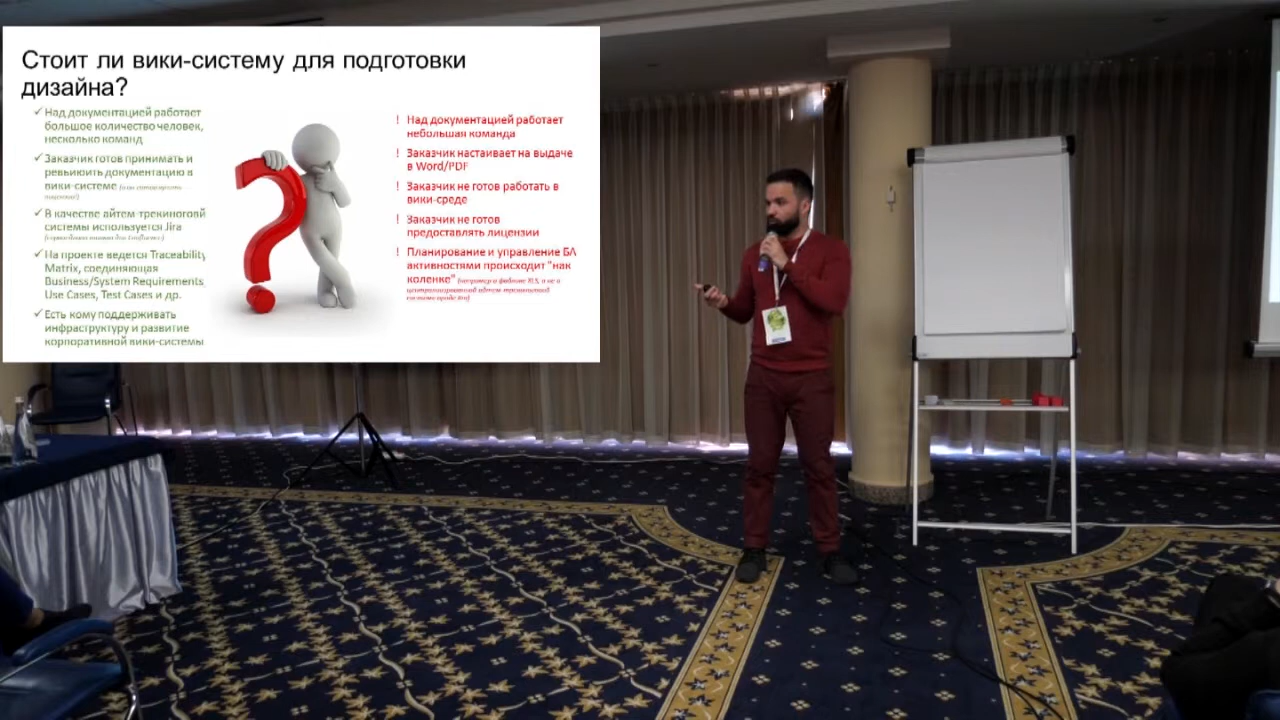 Стоит ли вики-систему для подготовки
дизайна?
Над документацией работает
большое количество человек,
несколько команд
Заказчик готов принимать и
ревьюить документацию в
вики-системе
В качестве айтем-трекинговй
системы используется Jira
На проекте ведется Traceability
Matrix, соединяющая
Business/System Requirements,
Use Cases, Test Cases и др.
Есть кому поддерживать
инфраструктуру и развитие
корпоративной вики-системы
! Над документацией работает
небольшая команда
! Заказчик настаивает на выдаче
в Word/PDF
! Заказчик не готов работать в
вики-среде
! Заказчик не готов
предоставлять лицензии
! Планирование и управление БА
активностями происходит "на
коленке"